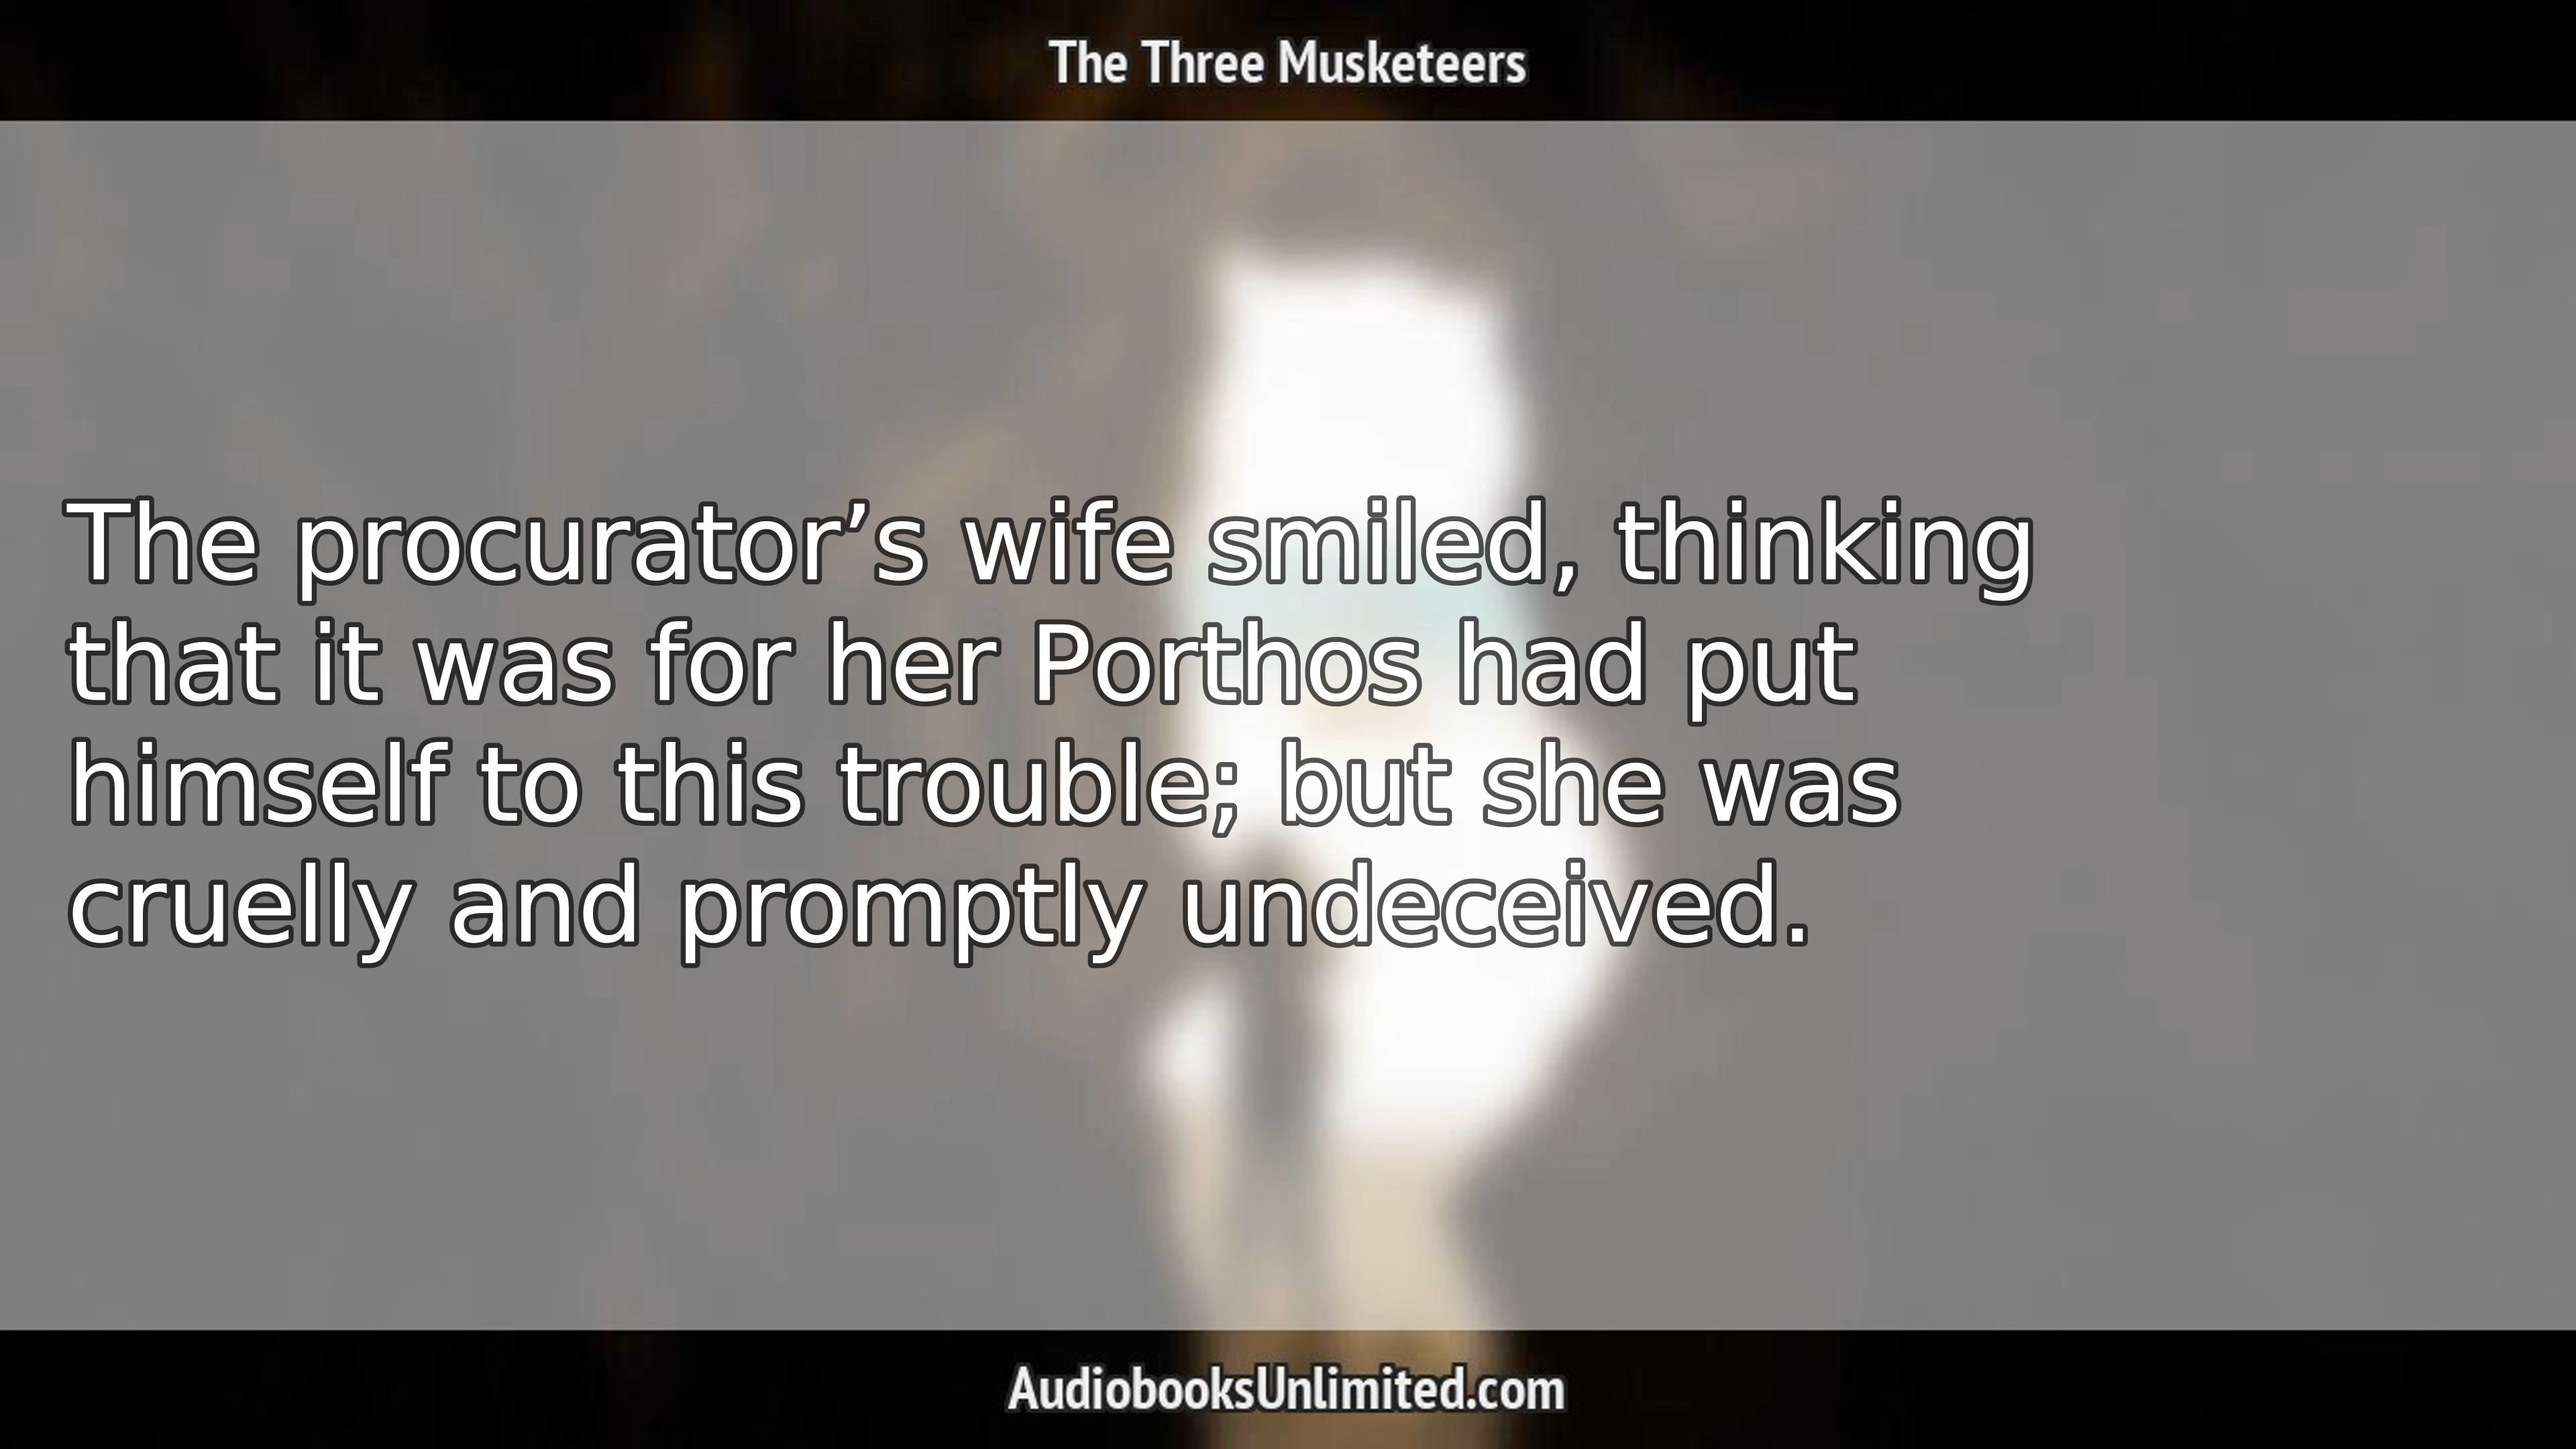 The Three Musketeers
The procurator’s wife smiled, thinking
that it was for her Porthos had put
himself to this trouble; but she was
cruelly and promptly undeceived.
AudiobooksUnlimited.com